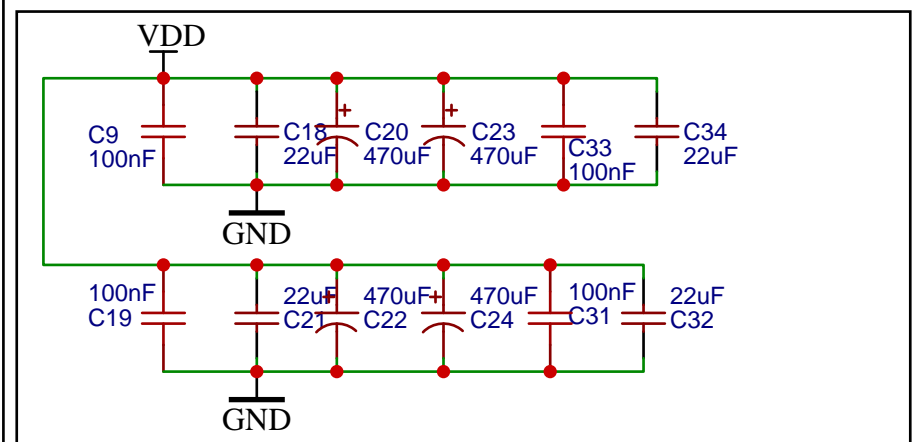 VDD
C9
100nF
C18
22uF
+
C20
470uF
+
C23
470uF
C33
100nF
C34
22uF
GND
100nF
C19
22uF
C21
+
470uF
C22
+
470uF
C24
100nF
C31
22uF
C32
GND